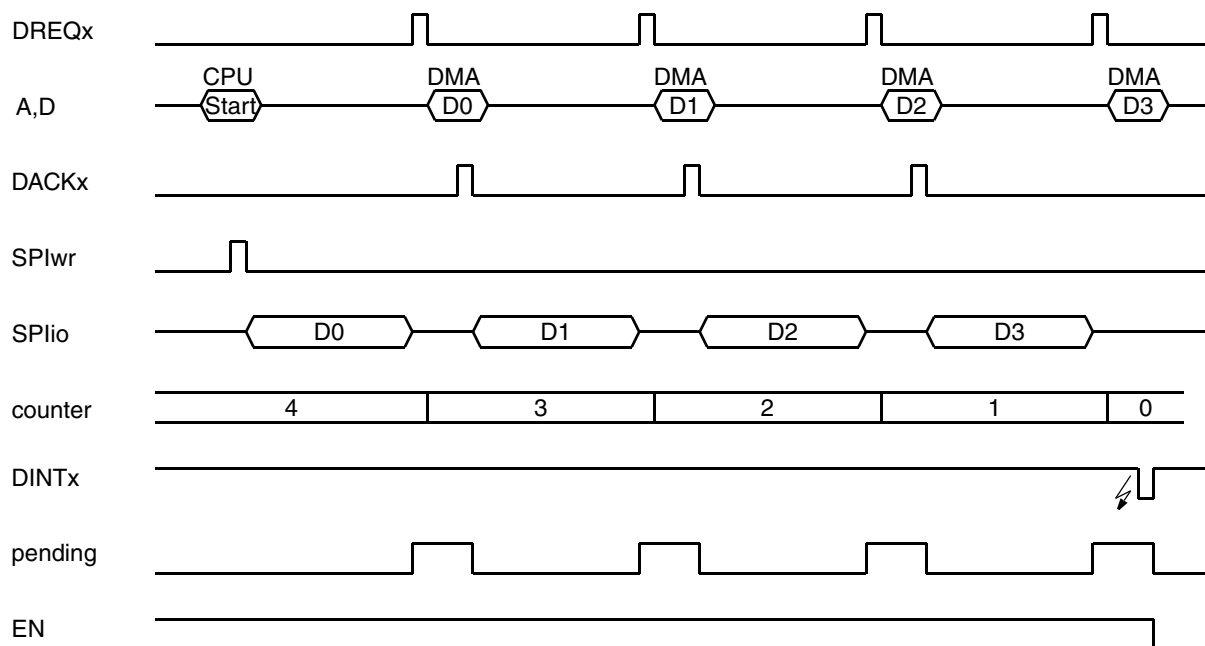 DREQx
CPU DMA DMA DMA DMA
A,D Start D0 D1 D2 D3
DACKx
SPIwr
SPIio D0 D1 D2 D3
counter 4 3 2 1 0
DINTx
pending
EN